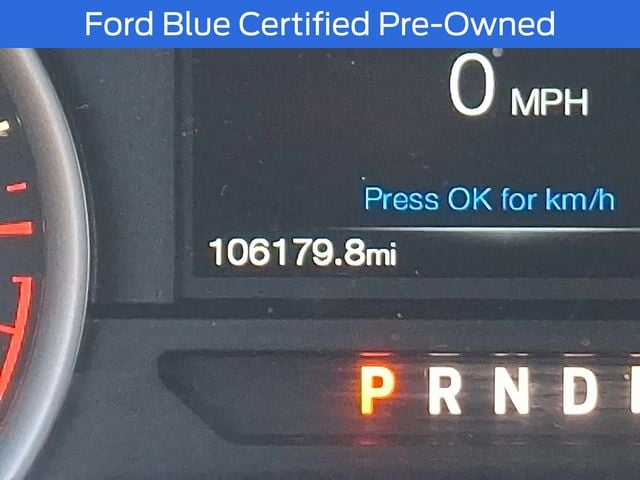 Ford Blue Certified Pre-Owned
0 MPH
Press OK for km/h
106179.8mi
P R N D